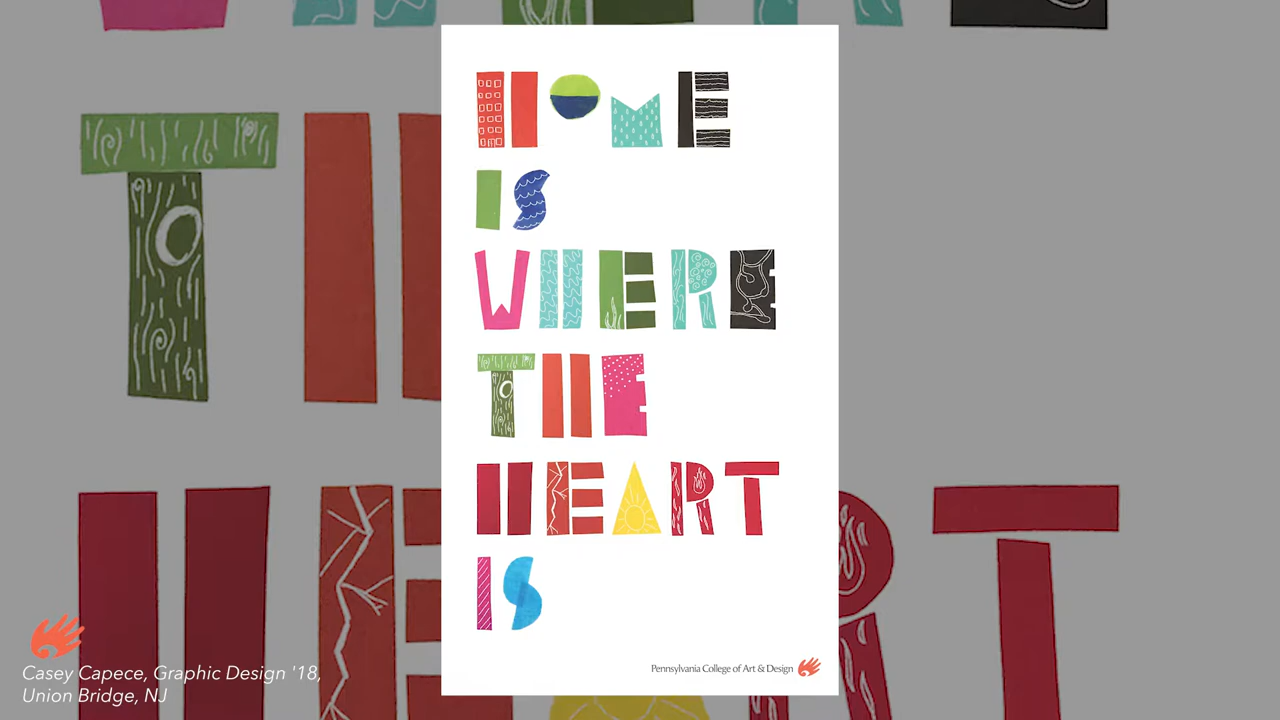 HOME
IS
WHERE
THE
HEART
IS
Pennsylvania College of Art & Design
Casey Capece, Graphic Design '18,
Union Bridge, NJ